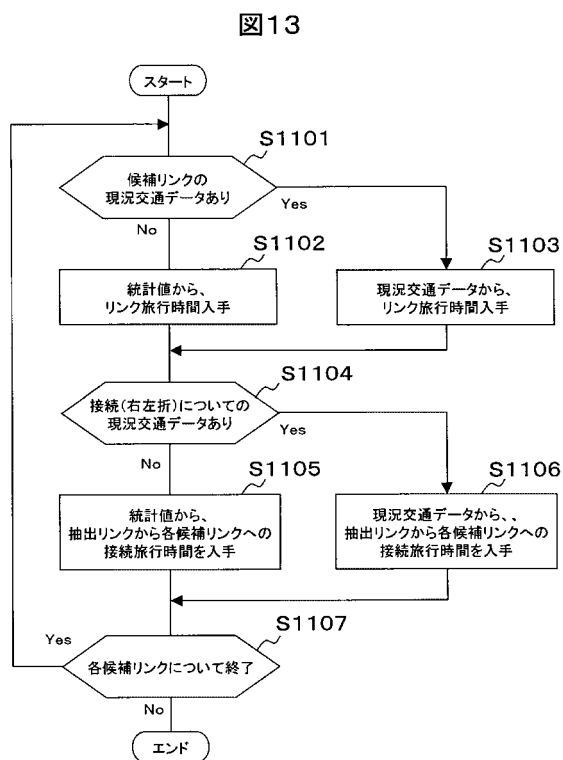 図13
スタート
S1101
候補リンクの
現況交通データあり
Yes
No
S1102
統計値から、
リンク旅行時間入手
S1103
現況交通データから、
リンク旅行時間入手
S1104
接続(右左折)についての
現況交通データあり
Yes
No
S1105
統計値から、
抽出リンクから各候補リンクへの
接続旅行時間を入手
S1106
現況交通データから、、
抽出リンクから各候補リンクへの
接続旅行時間を入手
S1107
Yes
各候補リンクについて終了
No
エンド